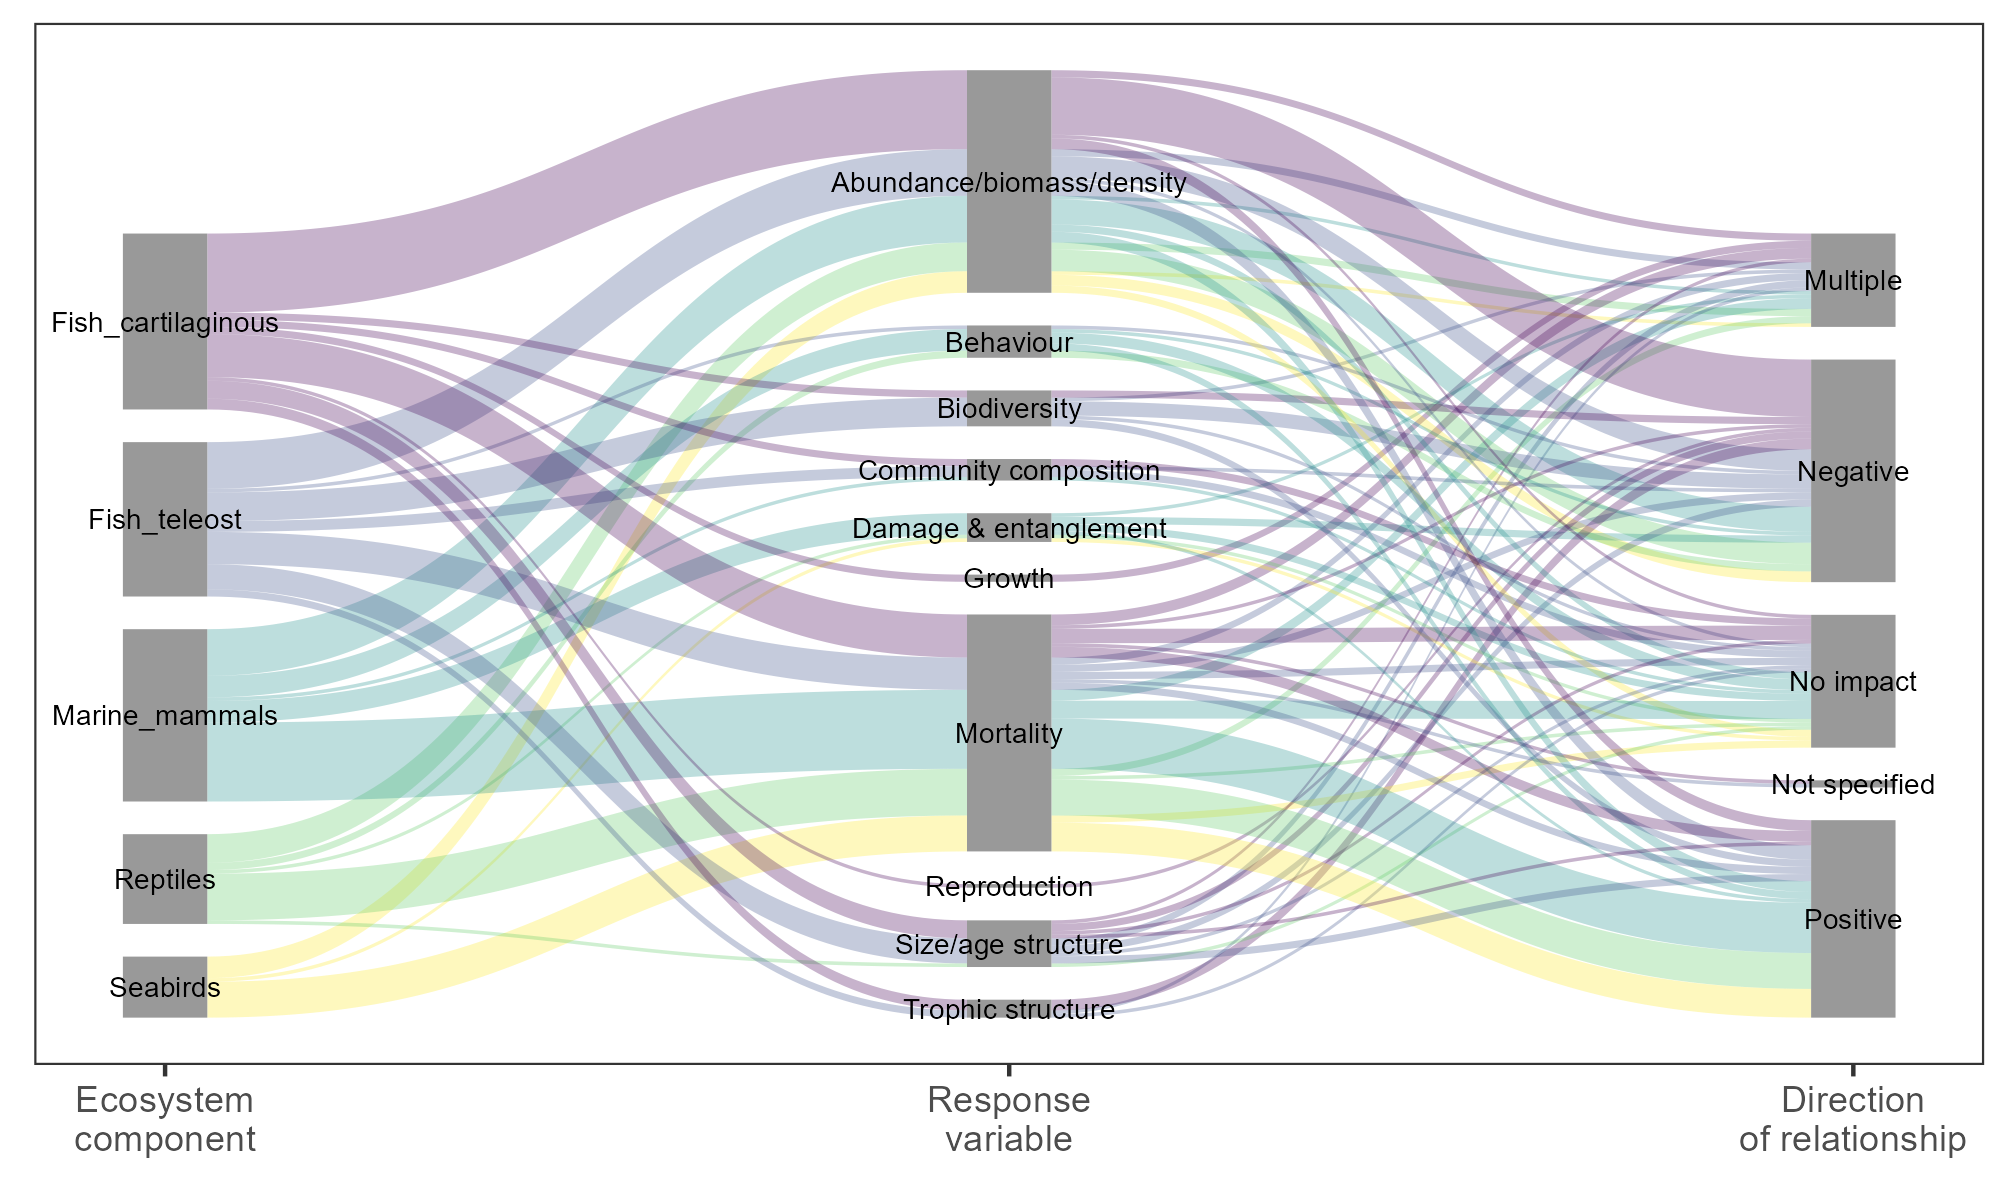 Fish_cartilaginous
Fish_teleost
Marine_mammals
Reptiles
Seabirds
Abundance/biomass/density
Behaviour
Biodiversity
Community composition
Damage & entanglement
Growth
Mortality
Reproduction
Size/age structure
Trophic structure
Multiple
Negative
No impact
Not specified
Positive
Ecosystem
component
Response
variable
Direction
of relationship